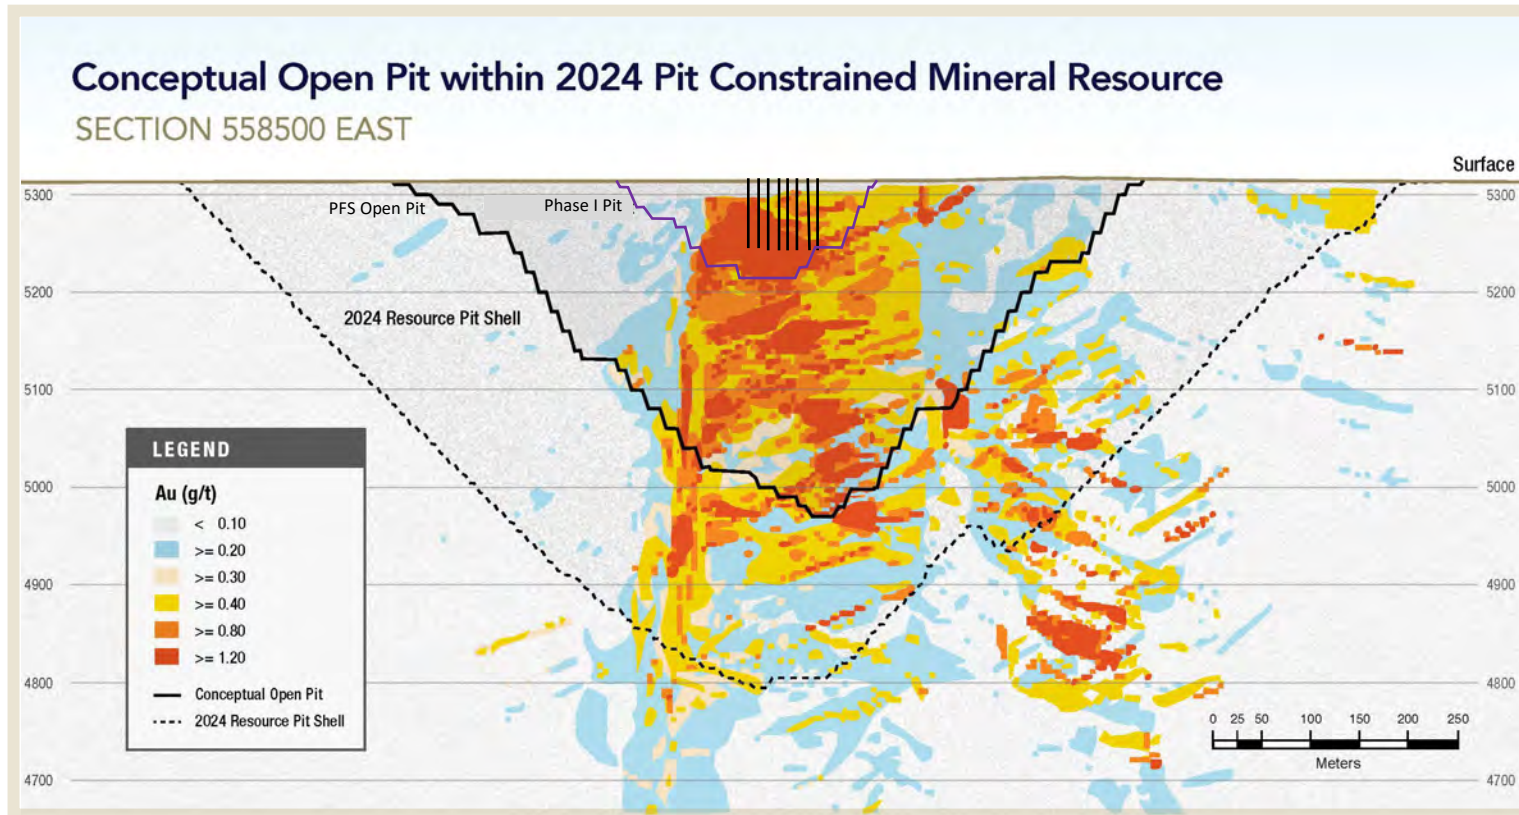 Conceptual Open Pit within 2024 Pit Constrained Mineral Resource
SECTION 558500 EAST
Surface
5300
5300
PFS Open Pit
Phase I Pit
5200
5200
2024 Resource Pit Shell
5100
5100
LEGEND
Au (g/t)
< 0.10
>= 0.20
>= 0.30
>= 0.40
>= 0.80
>= 1.20
Conceptual Open Pit
2024 Resource Pit Shell
5000
5000
4900
4900
4800
4800
0 25 50 100 150 200 250
Meters
4700
4700